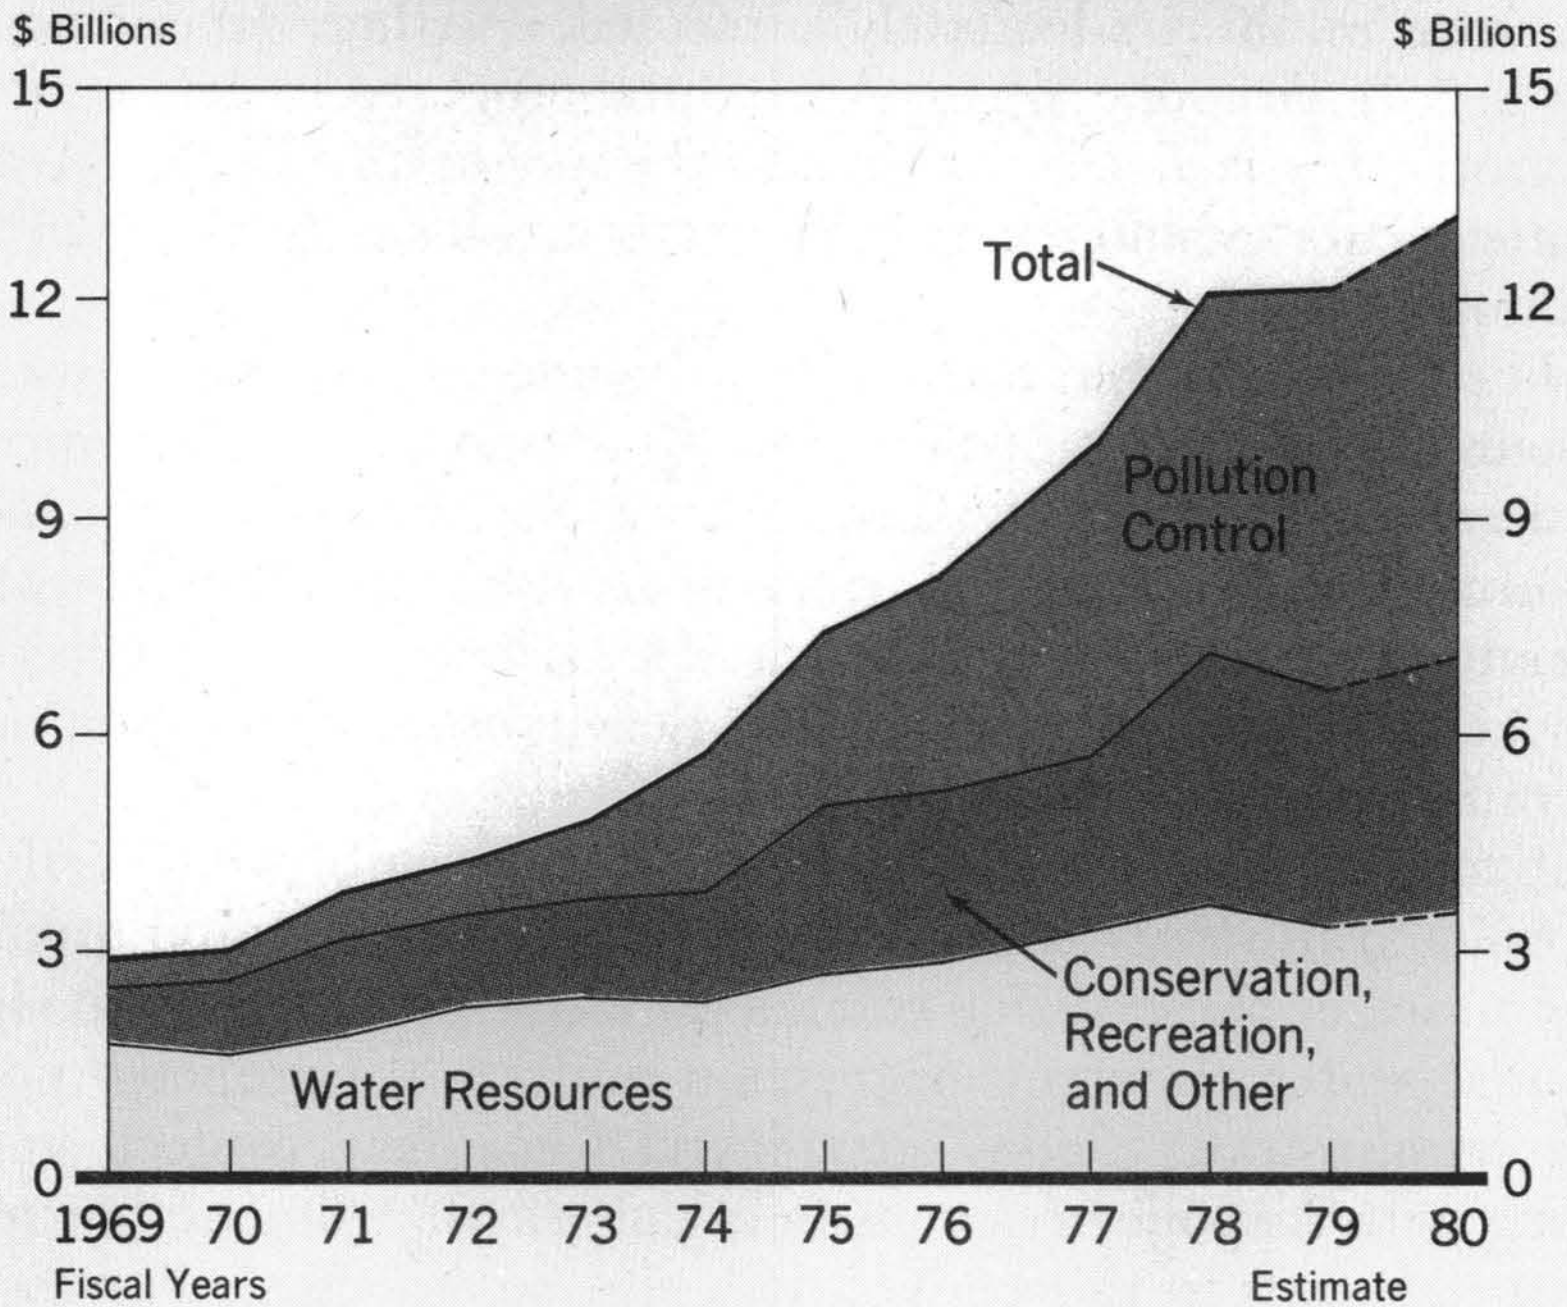 $ Billions $ Billions
15 15
Total
12 12
Pollution
9 Control 9
6 6
3 3
Conservation,
Recreation,
Water Resources and Other
0 0
1969 70 71 72 73 74 75 76 77 78 79 80
Fiscal Years Estimate